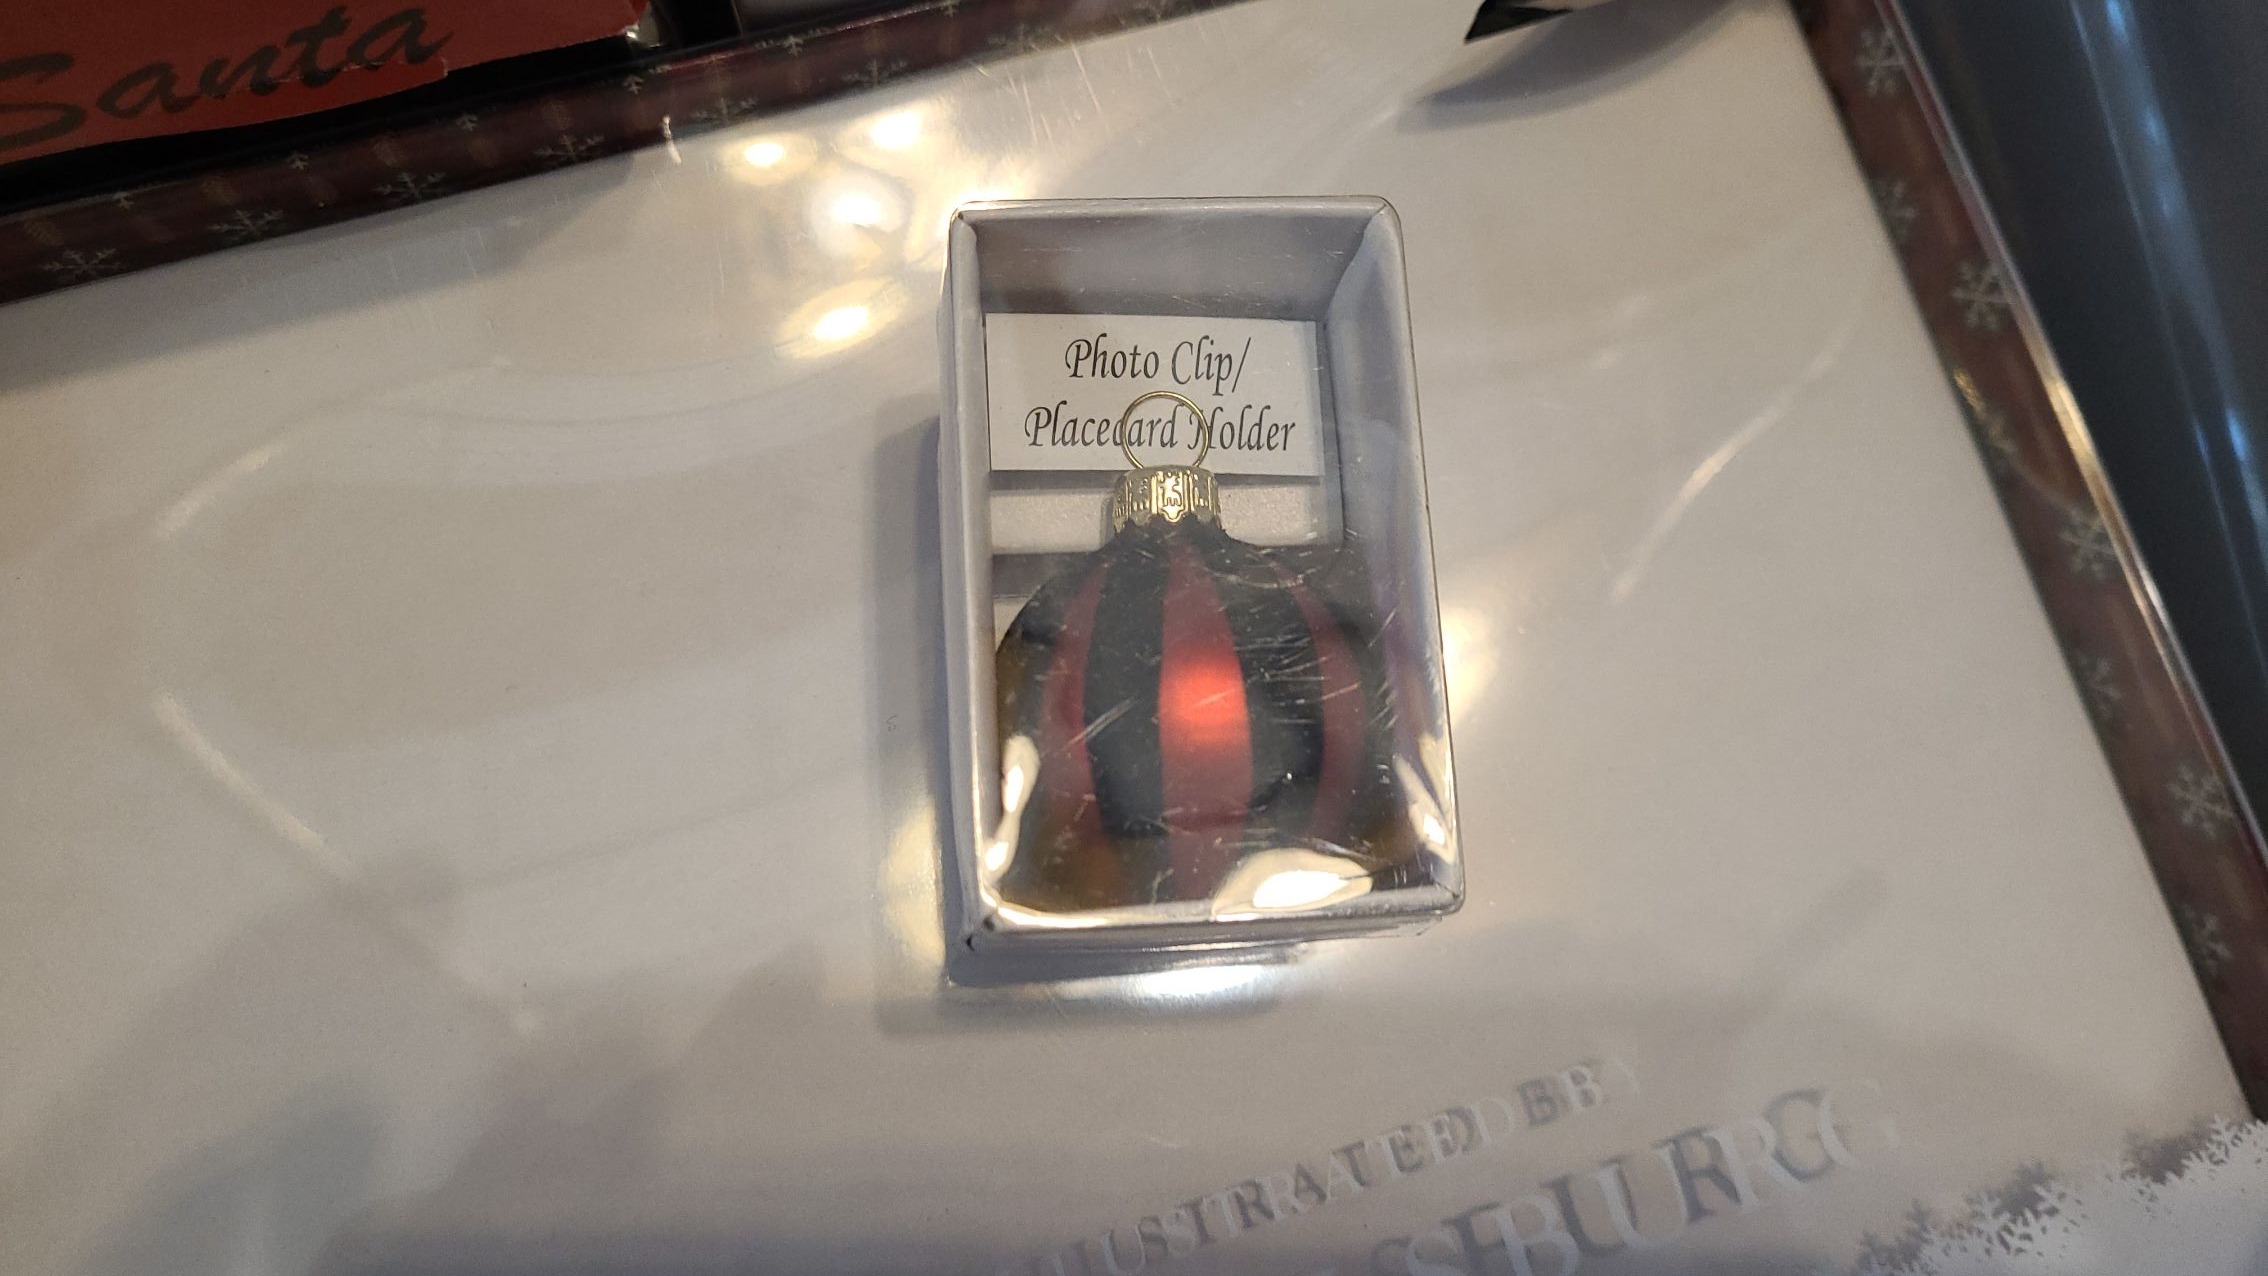 Santa
Photo Clip/
Placecard Holder
ILLUSTRATED BY